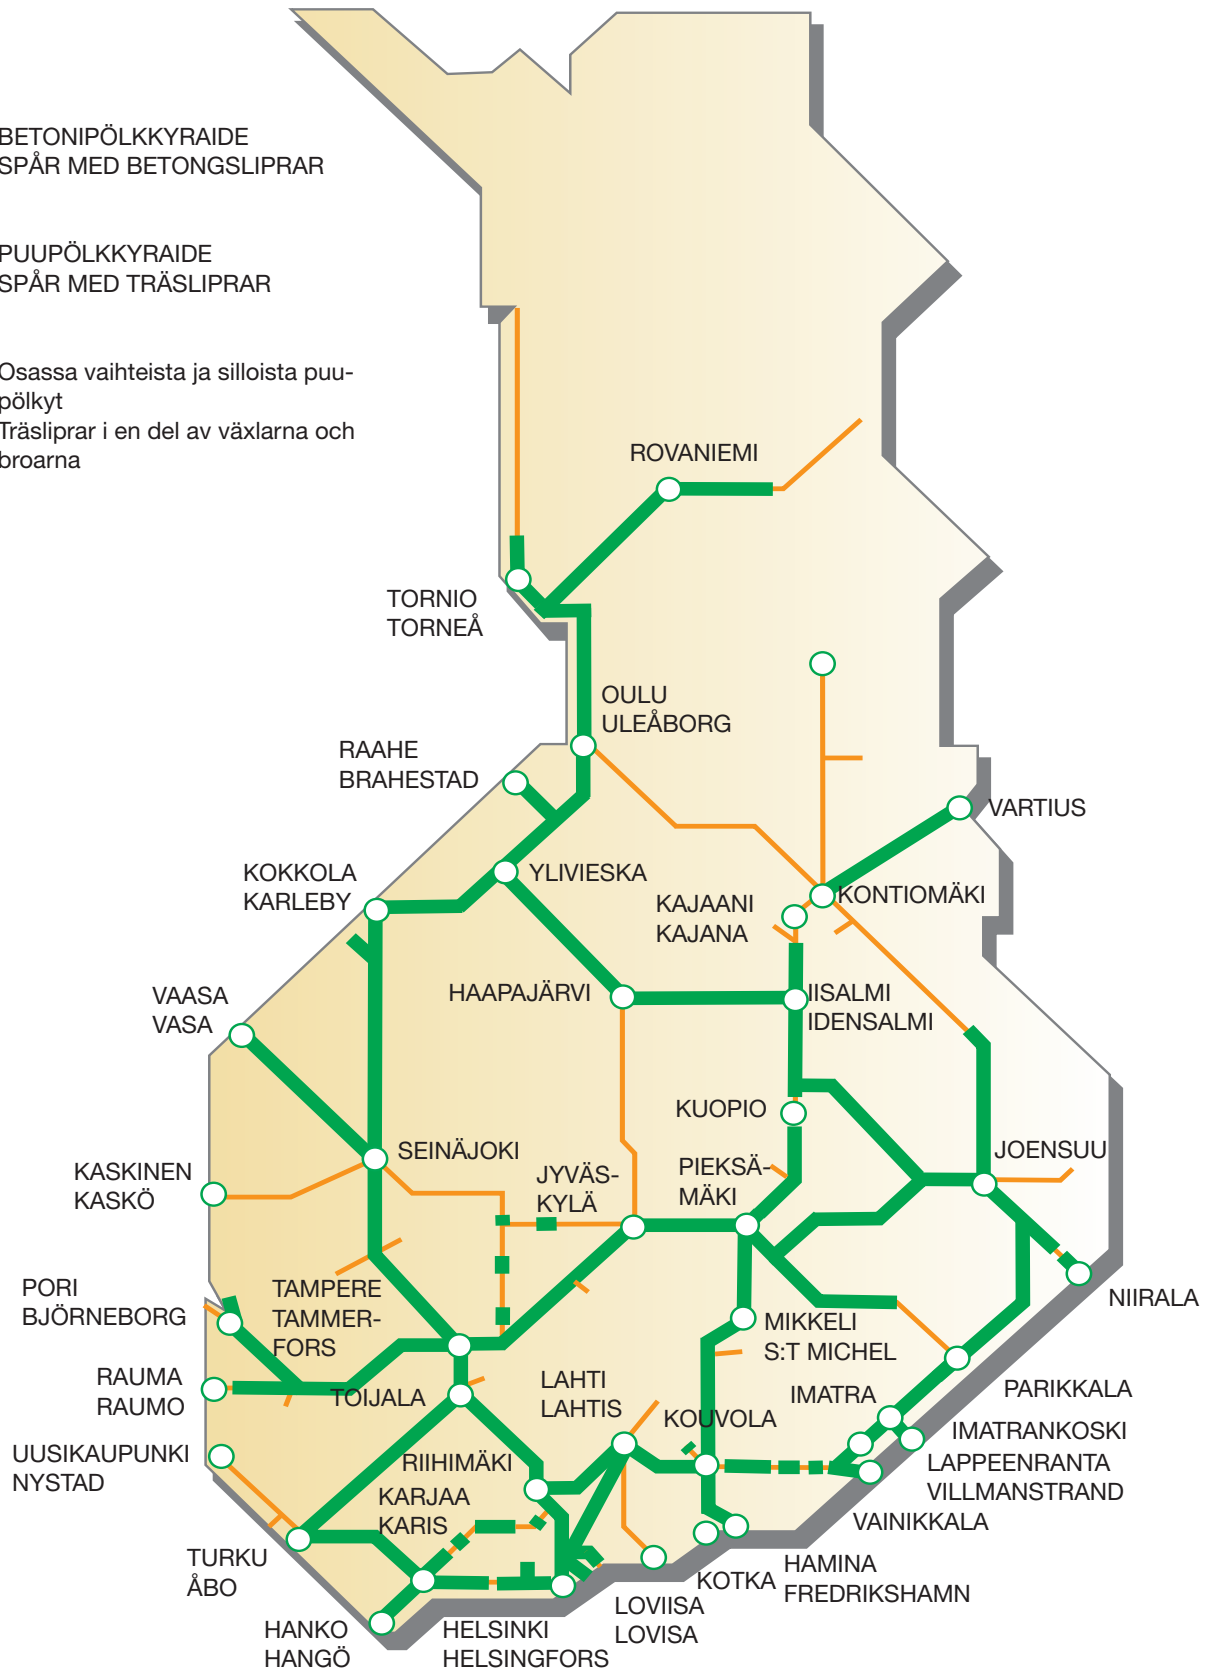 BETONIPÖLKKYRAIDE
SPÅR MED BETONGSLIPRAR
PUUPÖLKKYRAIDE
SPÅR MED TRÄSLIPRAR
Osassa vaihteista ja silloista puu-
pölkyt
Träsliprar i en del av växlarna och
broarna
ROVANIEMI
TORNIO
TORNEÅ
OULU
ULEÅBORG
RAAHE
BRAHESTAD
VARTIUS
KOKKOLA
KARLEBY
YLIVIESKA
KAJAANI
KAJANA
KONTIOMÄKI
VAASA
VASA
HAAPAJÄRVI
IISALMI
IDENSALMI
KUOPIO
SEINÄJOKI
JOENSUU
KASKINEN
KASKÖ
JYVÄS-
KYLÄ
PIEKSÄ-
MÄKI
PORI
BJÖRNEBORG
TAMPERE
TAMMER-
FORS
NIIRALA
MIKKELI
S:T MICHEL
RAUMA
RAUMO
TOIJALA
LAHTI
LAHTIS
KOUVOLA
IMATRA
PARIKKALA
IMATRANKOSKI
UUSIKAUPUNKI
NYSTAD
RIIHIMÄKI
LAPPEENRANTA
VILLMANSTRAND
KARJAA
KARIS
VAINIKKALA
TURKU
ÅBO
KOTKA
HAMINA
FREDRIKSHAMN
HANKO
HANGÖ
HELSINKI
HELSINGFORS
LOVIISA
LOVISA